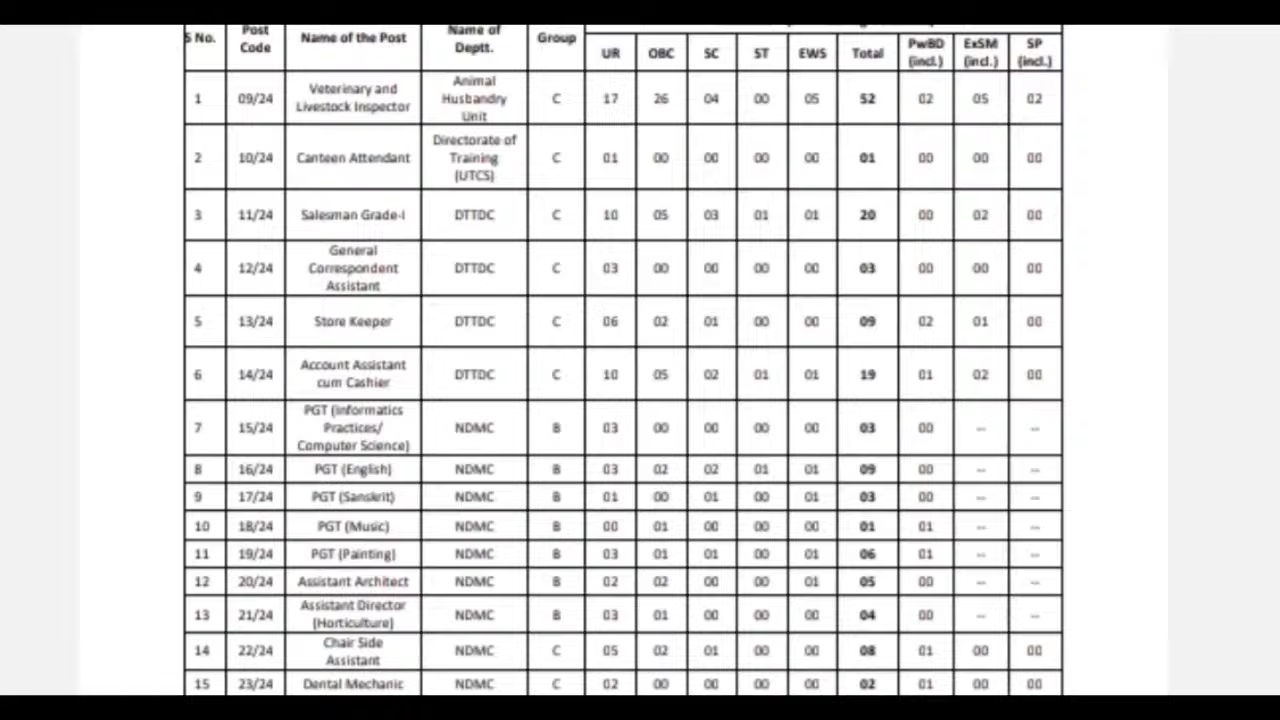 S No. Post Code Name of the Post Name of Deptt. Group UR OBC SC ST EWS Total PwBD (incl.) ExSM (incl.) SP (incl.)
1 09/24 Veterinary and Livestock Inspector Animal Husbandry Unit C 17 26 04 00 05 52 02 05 02
2 10/24 Canteen Attendant Directorate of Training (UTCS) C 01 00 00 00 00 01 00 00 00
3 11/24 Salesman Grade-I DTTDC C 10 05 03 01 01 20 00 02 00
4 12/24 General Correspondent Assistant DTTDC C 03 00 00 00 00 03 00 00 00
5 13/24 Store Keeper DTTDC C 06 02 01 00 00 09 02 01 00
6 14/24 Account Assistant cum Cashier DTTDC C 10 05 02 01 01 19 01 02 00
7 15/24 PGT (Informatics Practices/ Computer Science) NDMC B 03 00 00 00 00 03 00 -- --
8 16/24 PGT (English) NDMC B 03 02 02 01 01 09 00 -- --
9 17/24 PGT (Sanskrit) NDMC B 01 00 01 00 01 03 00 -- --
10 18/24 PGT (Music) NDMC B 00 01 00 00 00 01 01 -- --
11 19/24 PGT (Painting) NDMC B 03 01 01 00 01 06 01 -- --
12 20/24 Assistant Architect NDMC B 02 02 00 00 01 05 00 -- --
13 21/24 Assistant Director (Horticulture) NDMC B 03 01 00 00 00 04 00 -- --
14 22/24 Chair Side Assistant NDMC C 05 02 01 00 00 08 01 00 00
15 23/24 Dental Mechanic NDMC C 02 00 00 00 00 02 01 00 00